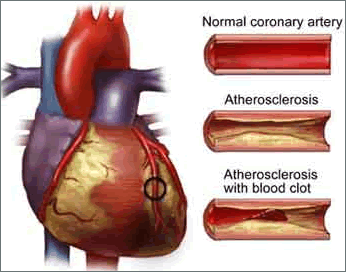 Normal coronary artery
Atherosclerosis
Atherosclerosis
with blood clot